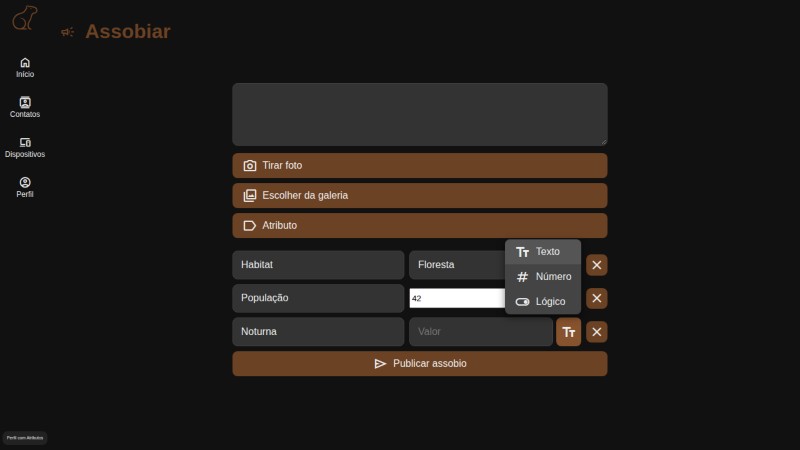 Assobiar
Início
Contatos
Dispositivos
Perfil
Tirar foto
Escolher da galeria
Atributo
Texto
Número
Lógico
Habitat
Floresta
População
42
Noturna
Valor
Publicar assobio
Perfil com Atributos